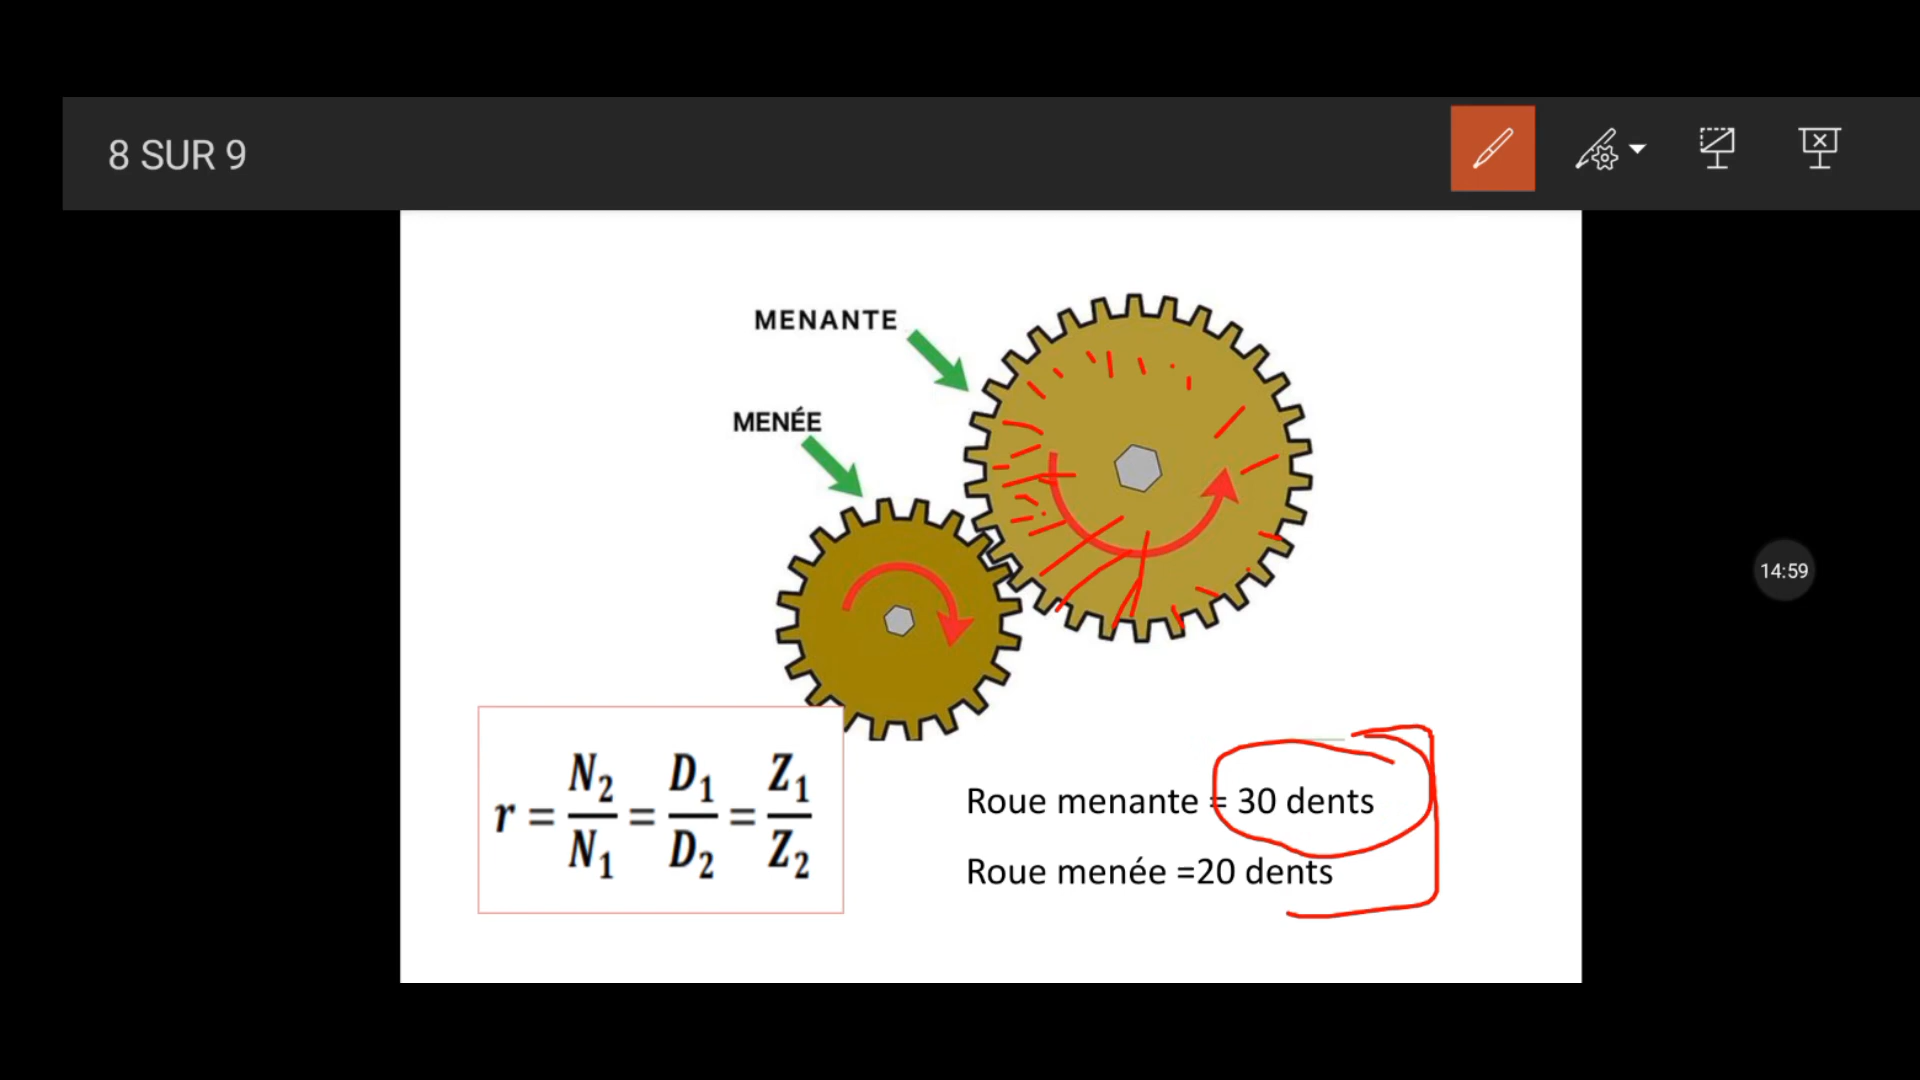 8 SUR 9
MENANTE
MENÉE
14:59
r = N₂/N₁ = D₁/D₂ = Z₁/Z₂
Roue menante = 30 dents
Roue menée =20 dents